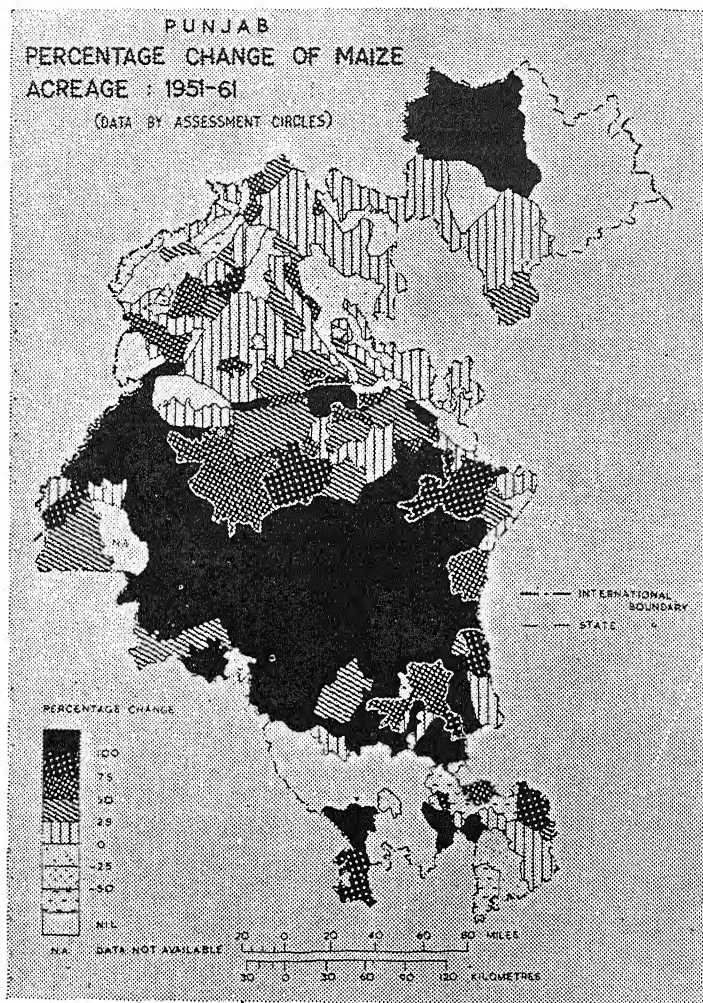 PUNJAB
PERCENTAGE CHANGE OF MAIZE
ACREAGE : 1951-61
(DATA BY ASSESSMENT CIRCLES)
N.A.
INTERNATIONAL
BOUNDARY
STATE "
PERCENTAGE CHANGE
100
75
50
25
0
-25
-50
NIL
N.A. DATA NOT AVAILABLE
20 0 20 40 60 80 MILES
30 0 30 60 90 120 KILOMETRES